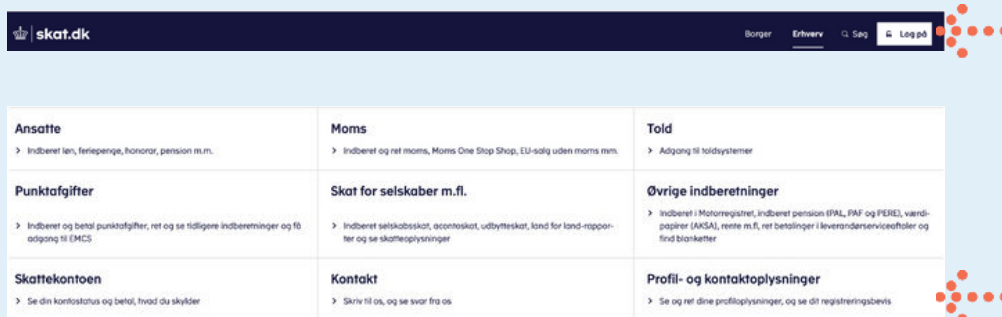 skat.dk
Borger Erhverv Søg Log på
Ansatte
Indberet løn, feriepenge, honorar, pension m.m.
Moms
Indberet og ret moms, Moms One Stop Shop, EU-salg uden moms mm.
Told
Adgang til toldsystemer
Punktafgifter
Indberet og betal punktafgifter, ret og se tidligere indberetninger og få
adgang til EMCS
Skat for selskaber m.fl.
Indberet selskabsskat, acontoskat, udbytteskat, land for land-rappor-
ter og se skatteoplysninger
Øvrige indberetninger
Indberet i Motorregistret, indberet pension (PAL, PAF og PERE), værdi-
papirer (AKSA), rente m.fl, ret betalinger i leverandørserviceaftaler og
find blanketter
Skattekontoen
Se din kontostatus og betal, hvad du skylder
Kontakt
Skriv til os, og se svar fra os
Profil- og kontaktoplysninger
Se og ret dine profiloplysninger, og se dit registreringsbevis